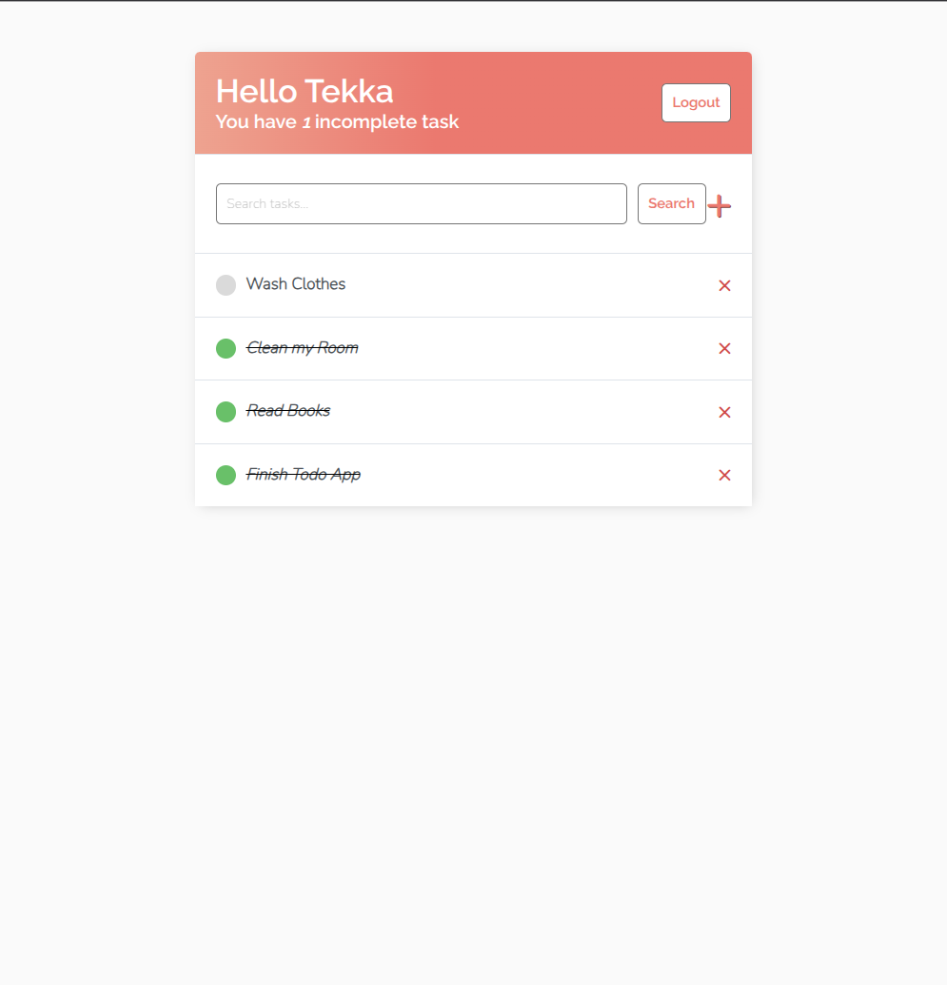 Hello Tekka
You have 1 incomplete task
Logout
Search tasks...
Search
Wash Clothes
Clean my Room
Read Books
Finish Todo App